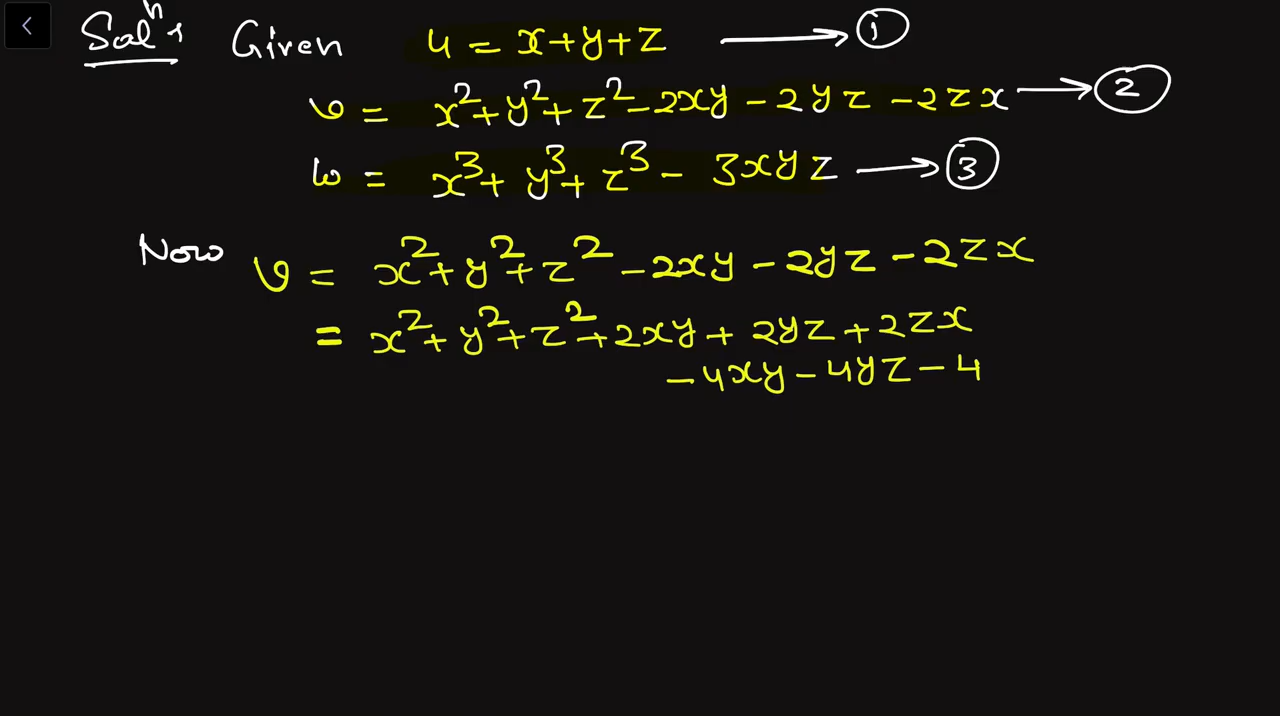 Solⁿ: Given u = x+y+z ⟶ ①
v = x²+y²+z²-2xy-2yz-2zx ⟶ ②
w = x³+y³+z³-3xyz ⟶ ③
Now v = x²+y²+z²-2xy-2yz-2zx
= x²+y²+z²+2xy+2yz+2zx
-4xy-4yz-4